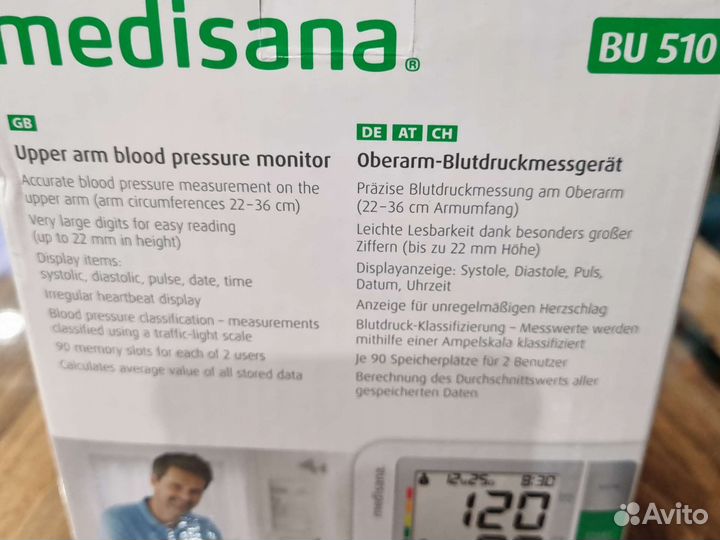 medisana®
BU 510
GB
Upper arm blood pressure monitor
Accurate blood pressure measurement on the
upper arm (arm circumferences 22–36 cm)
Very large digits for easy reading
(up to 22 mm in height)
Display items:
systolic, diastolic, pulse, date, time
Irregular heartbeat display
Blood pressure classification – measurements
classified using a traffic-light scale
90 memory slots for each of 2 users
Calculates average value of all stored data
DE AT CH
Oberarm-Blutdruckmessgerät
Präzise Blutdruckmessung am Oberarm
(22–36 cm Armumfang)
Leichte Lesbarkeit dank besonders großer
Ziffern (bis zu 22 mm Höhe)
Displayanzeige: Systole, Diastole, Puls,
Datum, Uhrzeit
Anzeige für unregelmäßigen Herzschlag
Blutdruck-Klassifizierung – Messwerte werden
mithilfe einer Ampelskala klassifiziert
Je 90 Speicherplätze für 2 Benutzer
Berechnung des Durchschnittswerts aller
gespeicherten Daten
medisana
8:30
120
Avito